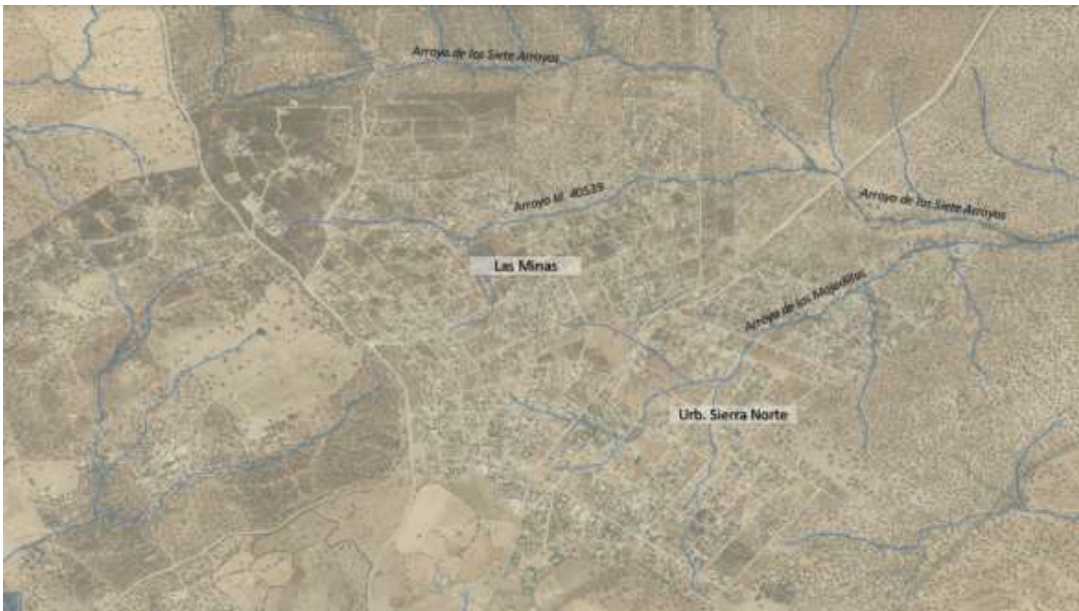 Arroyo de los Siete Arroyos
Arroyo Id. 40539
Arroyo de los Siete Arroyos
Las Minas
Arroyo de los Mojadillas
Urb. Sierra Norte